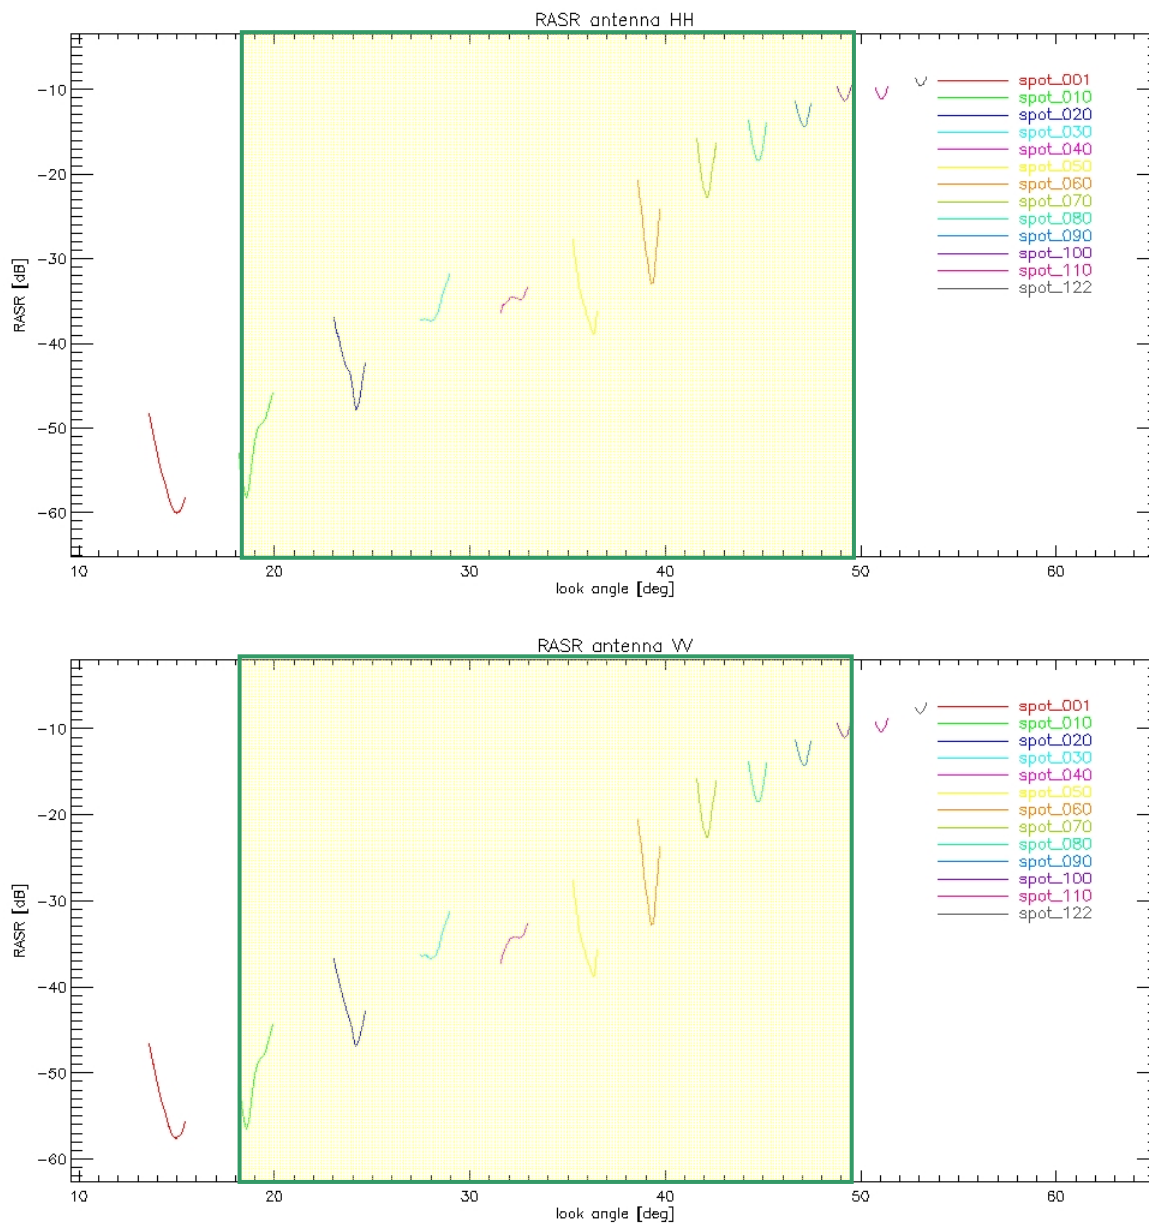 RASR antenna HH
RASR [dB]
-10
-20
-30
-40
-50
-60
10 20 30 40 50 60
look angle [deg]
spot_001
spot_010
spot_020
spot_030
spot_040
spot_050
spot_060
spot_070
spot_080
spot_090
spot_100
spot_110
spot_122
RASR antenna VV
RASR [dB]
-10
-20
-30
-40
-50
-60
10 20 30 40 50 60
look angle [deg]
spot_001
spot_010
spot_020
spot_030
spot_040
spot_050
spot_060
spot_070
spot_080
spot_090
spot_100
spot_110
spot_122